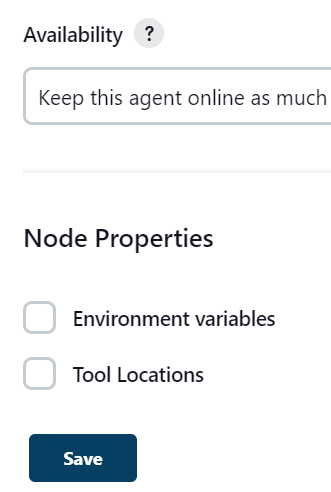 Availability ?
Keep this agent online as much
Node Properties
Environment variables
Tool Locations
Save